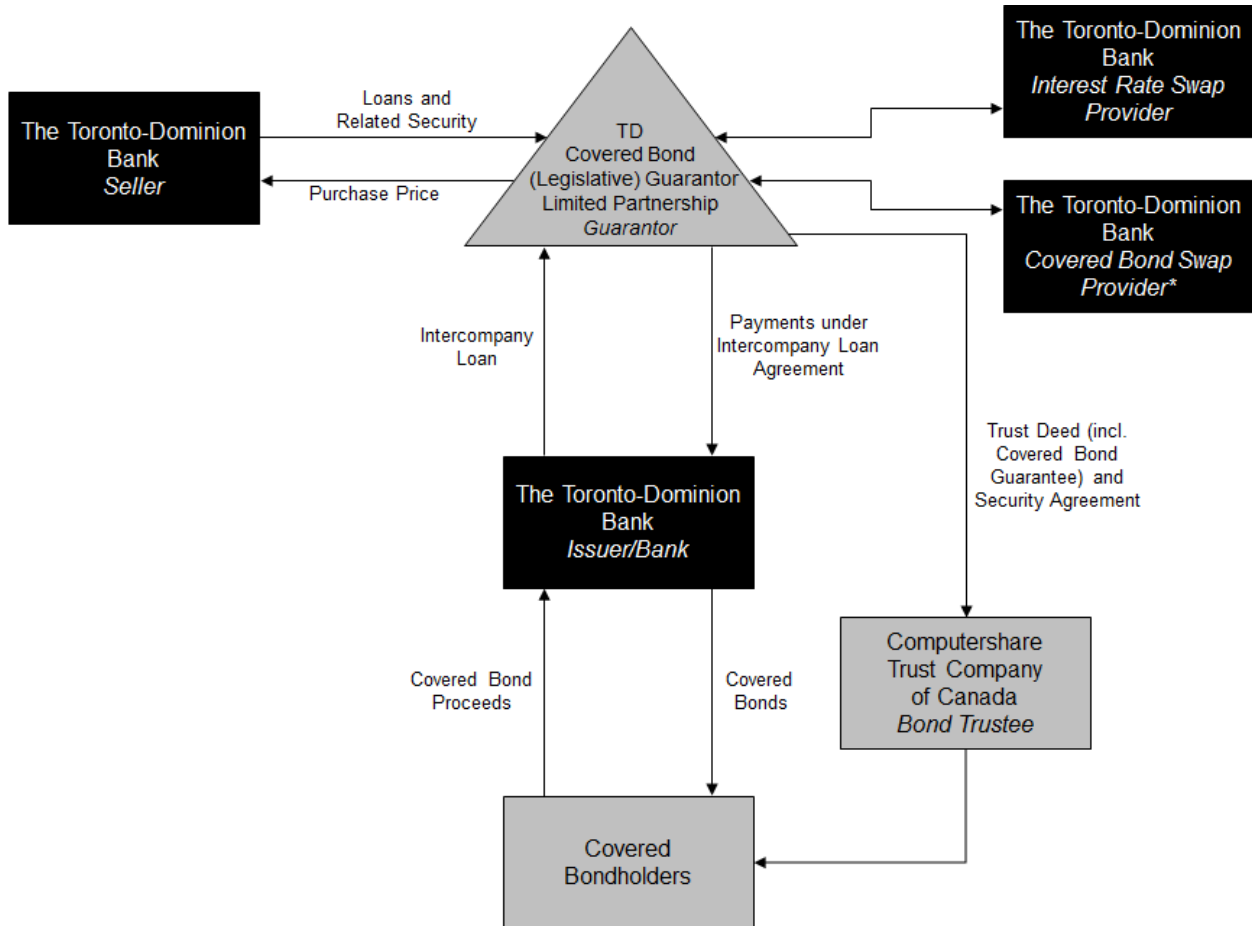 The Toronto-Dominion
Bank
Interest Rate Swap
Provider
Loans and
Related Security
The Toronto-Dominion
Bank
Seller
Purchase Price
TD
Covered Bond
(Legislative) Guarantor
Limited Partnership
Guarantor
The Toronto-Dominion
Bank
Covered Bond Swap
Provider*
Intercompany
Loan
Payments under
Intercompany Loan
Agreement
Trust Deed (incl.
Covered Bond
Guarantee) and
Security Agreement
The Toronto-Dominion
Bank
Issuer/Bank
Covered Bond
Proceeds
Covered
Bonds
Computershare
Trust Company
of Canada
Bond Trustee
Covered
Bondholders